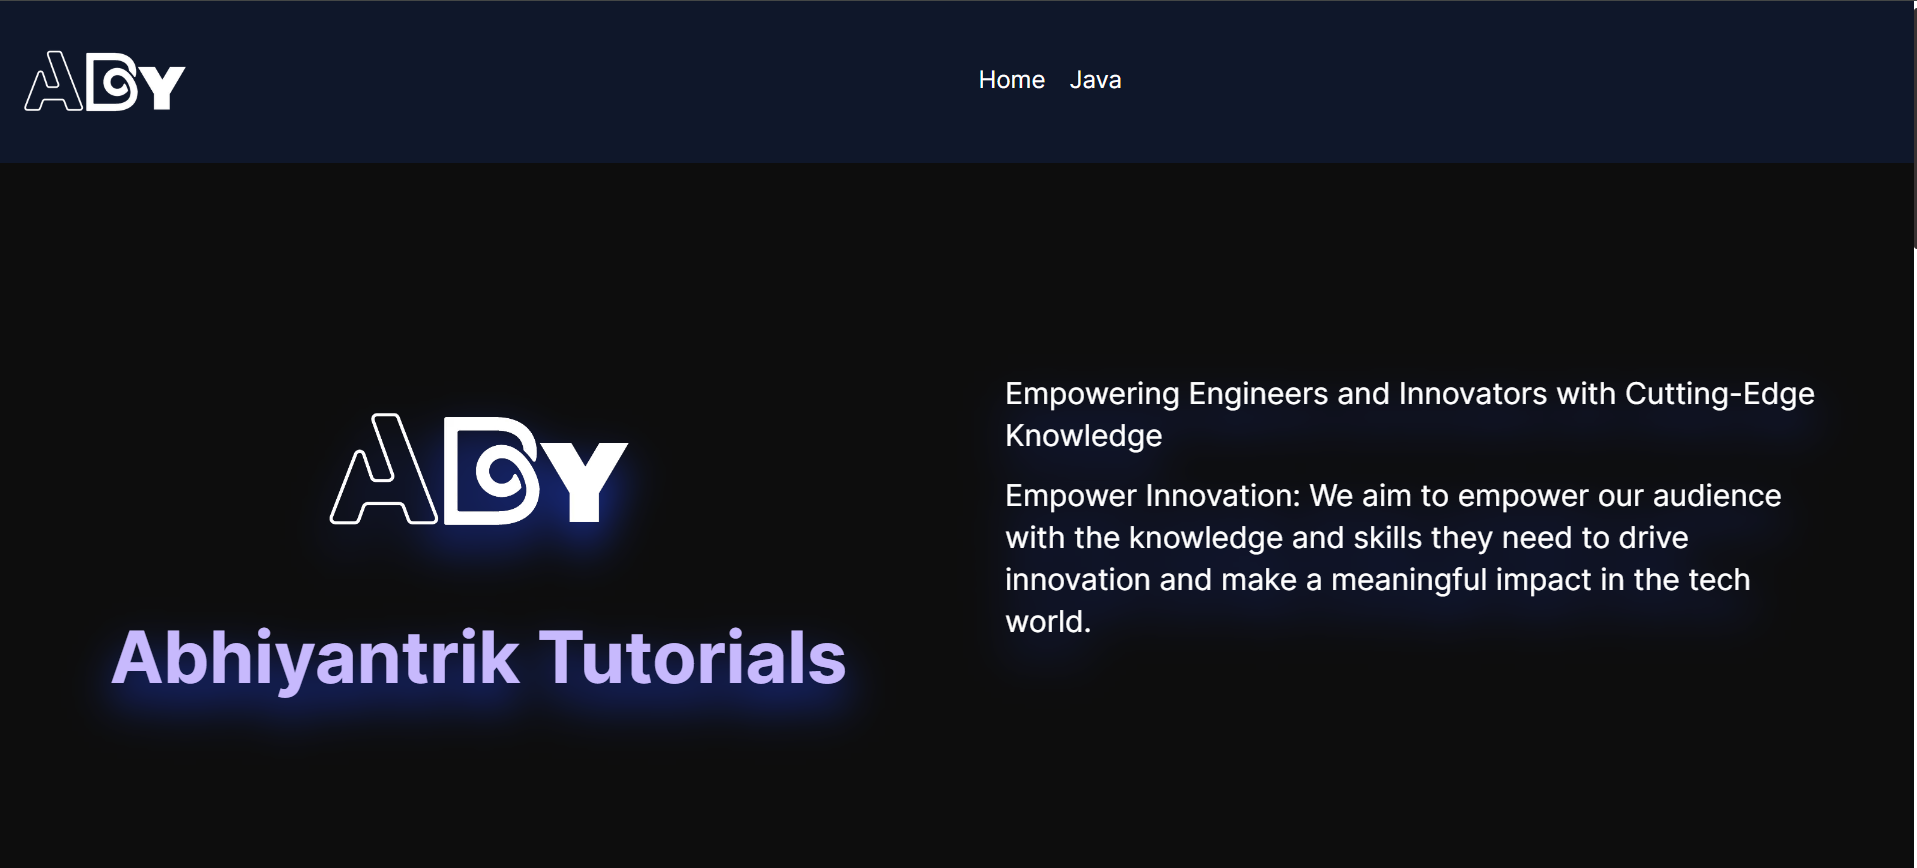 ABY
Home Java
ABY
Abhiyantrik Tutorials
Empowering Engineers and Innovators with Cutting-Edge
Knowledge
Empower Innovation: We aim to empower our audience
with the knowledge and skills they need to drive
innovation and make a meaningful impact in the tech
world.